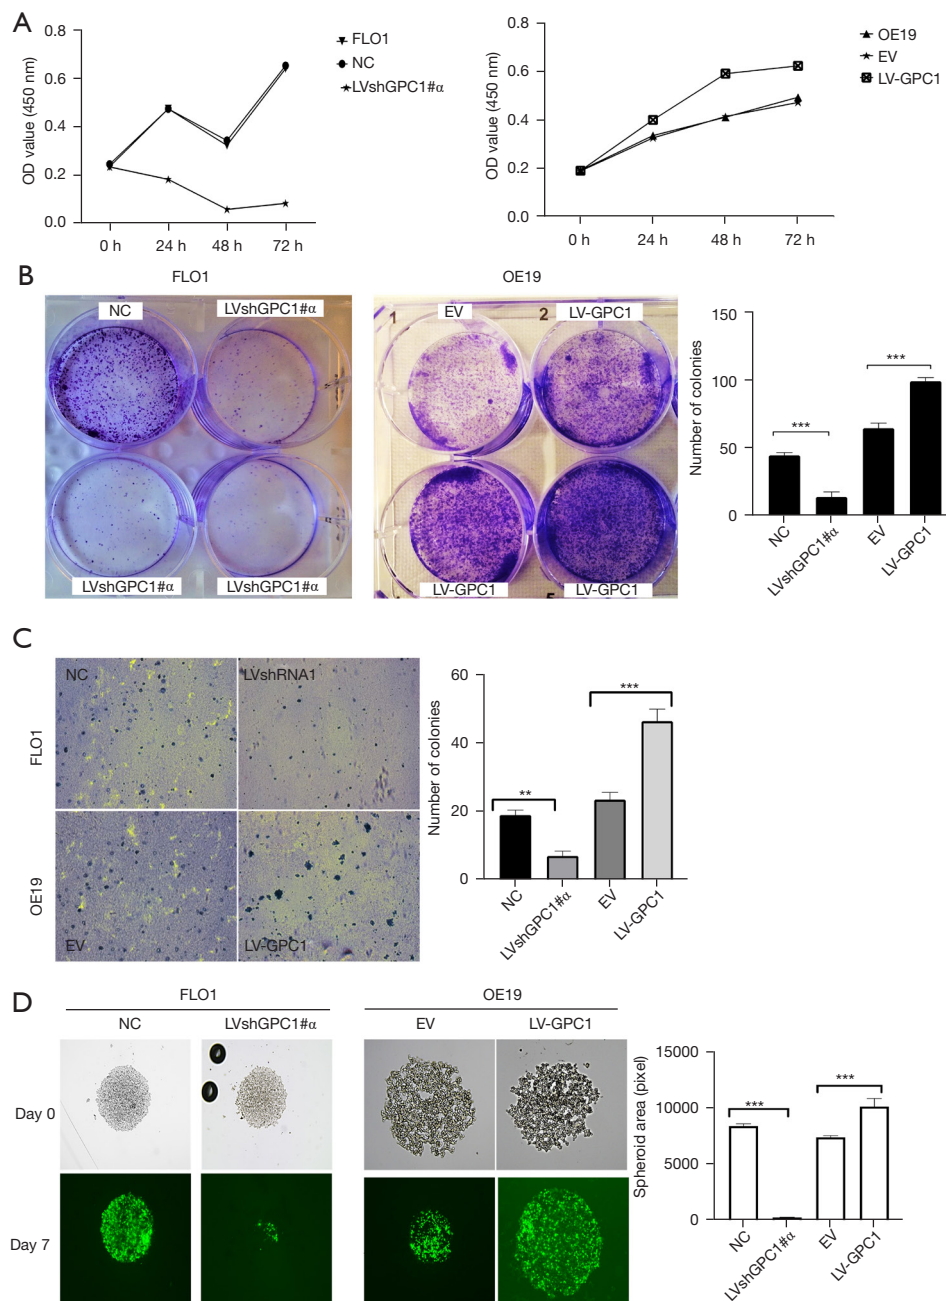 A
OD value (450 nm)
0.8
0.6
0.4
0.2
0.0
0 h 24 h 48 h 72 h
FLO1
NC
LVshGPC1#α
OD value (450 nm)
0.8
0.6
0.4
0.2
0.0
0 h 24 h 48 h 72 h
OE19
EV
LV-GPC1
B
FLO1
NC LVshGPC1#α
LVshGPC1#α LVshGPC1#α
OE19
1 EV 2 LV-GPC1
LV-GPC1 LV-GPC1
5
Number of colonies
150
100
50
0
*** ***
NC LVshGPC1#α EV LV-GPC1
C
FLO1
NC LVshRNA1
OE19
EV LV-GPC1
Number of colonies
60
40
20
0
** ***
NC LVshGPC1#α EV LV-GPC1
D
FLO1 OE19
NC LVshGPC1#α EV LV-GPC1
Day 0
Day 7
Spheroid area (pixel)
15000
10000
5000
0
*** ***
NC LVshGPC1#α EV LV-GPC1